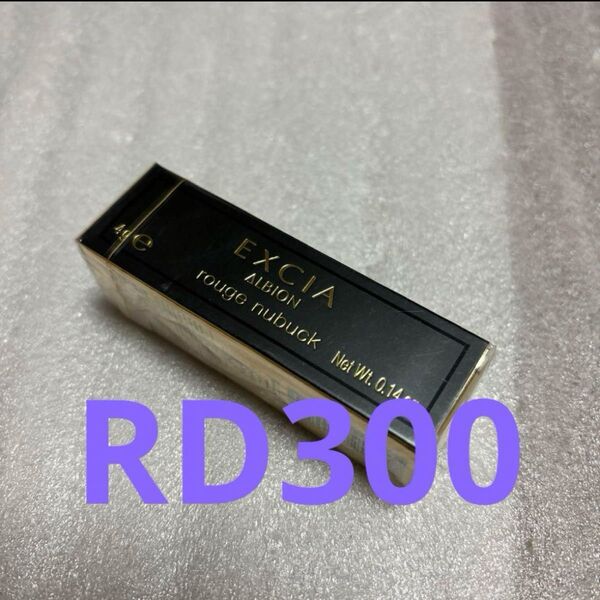 4g e
EXCIA
ALBION
rouge nubuck
Net Wt. 0.14
RD300